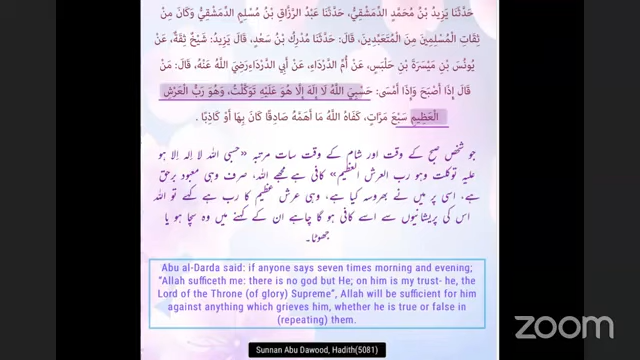 حَدَّثَنَا يَزِيدُ بْنُ مُحَمَّدٍ الدِّمَشْقِيُّ، حَدَّثَنَا عَبْدُ الرَّزَّاقِ بْنُ مُسْلِمٍ الدِّمَشْقِيُّ وَكَانَ مِنْ
ثِقَاتِ الْمُسْلِمِينَ مِنَ الْمُتَعَبِّدِينَ، قَالَ: حَدَّثَنَا مُدْرِكُ بْنُ سَعْدٍ، قَالَ يَزِيدُ: شَيْخٌ ثِقَةٌ، عَنْ
يُونُسَ بْنِ مَيْسَرَةَ بْنِ حَلْبَسٍ، عَنْ أُمِّ الدَّرْدَاءِ، عَنْ أَبِي الدَّرْدَاءِرَضِيَ اللَّهُ عَنْهُ، قَالَ: مَنْ
قَالَ إِذَا أَصْبَحَ وَإِذَا أَمْسَى: حَسْبِيَ اللَّهُ لَا إِلَهَ إِلَّا هُوَ عَلَيْهِ تَوَكَّلْتُ، وَهُوَ رَبُّ الْعَرْشِ
الْعَظِيمِ سَبْعَ مَرَّاتٍ، كَفَاهُ اللَّهُ مَا أَهَمَّهُ صَادِقًا كَانَ بِهَا أَوْ كَاذِبًا .
جو شخص صبح کے وقت اور شام کے وقت سات مرتبہ «حسبي الله لا إله إلا هو
عليه توكلت وهو رب العرش العظيم» کافی ہے مجھے اللہ، صرف وہی معبود برحق
ہے، اسی پر میں نے بھروسہ کیا ہے، وہی عرش عظیم کا رب ہے کہے تو اللہ
اس کی پریشانیوں سے اسے کافی ہو گا چاہے ان کے کہنے میں وہ سچا ہو یا
جھوٹا۔
Abu al-Darda said: if anyone says seven times morning and evening;
"Allah sufficeth me: there is no god but He; on him is my trust- he, the
Lord of the Throne (of glory) Supreme", Allah will be sufficient for him
against anything which grieves him, whether he is true or false in
(repeating) them.
zoom
Sunnan Abu Dawood, Hadith(5081)